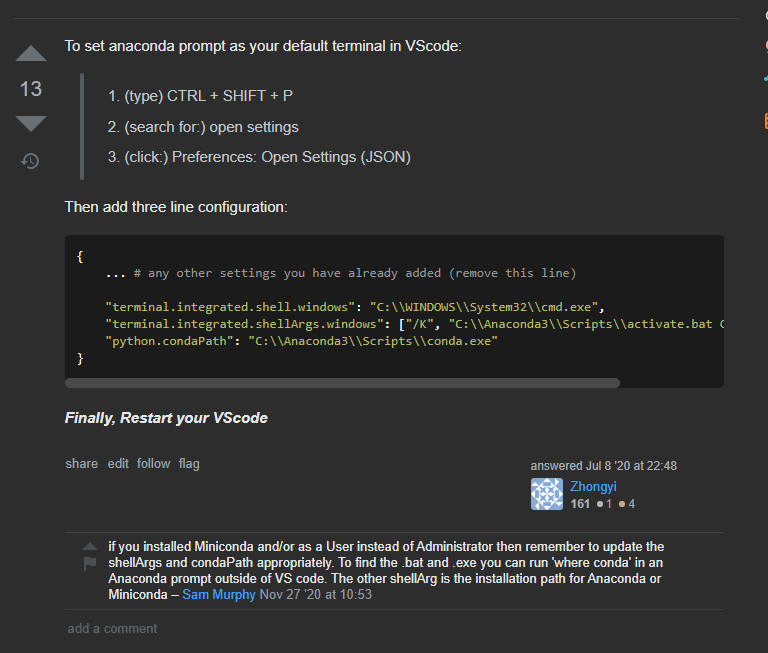 To set anaconda prompt as your default terminal in VScode:
13
1. (type) CTRL + SHIFT + P
2. (search for:) open settings
3. (click:) Preferences: Open Settings (JSON)
Then add three line configuration:
{
... # any other settings you have already added (remove this line)
"terminal.integrated.shell.windows": "C:\\WINDOWS\\System32\\cmd.exe",
"terminal.integrated.shellArgs.windows": ["/K", "C:\\Anaconda3\\Scripts\\activate.bat C
"python.condaPath": "C:\\Anaconda3\\Scripts\\conda.exe"
}
Finally, Restart your VScode
share edit follow flag
answered Jul 8 '20 at 22:48
Zhongyi
161 ●1 ●4
if you installed Miniconda and/or as a User instead of Administrator then remember to update the
shellArgs and condaPath appropriately. To find the .bat and .exe you can run 'where conda' in an
Anaconda prompt outside of VS code. The other shellArg is the installation path for Anaconda or
Miniconda – Sam Murphy Nov 27 '20 at 10:53
add a comment